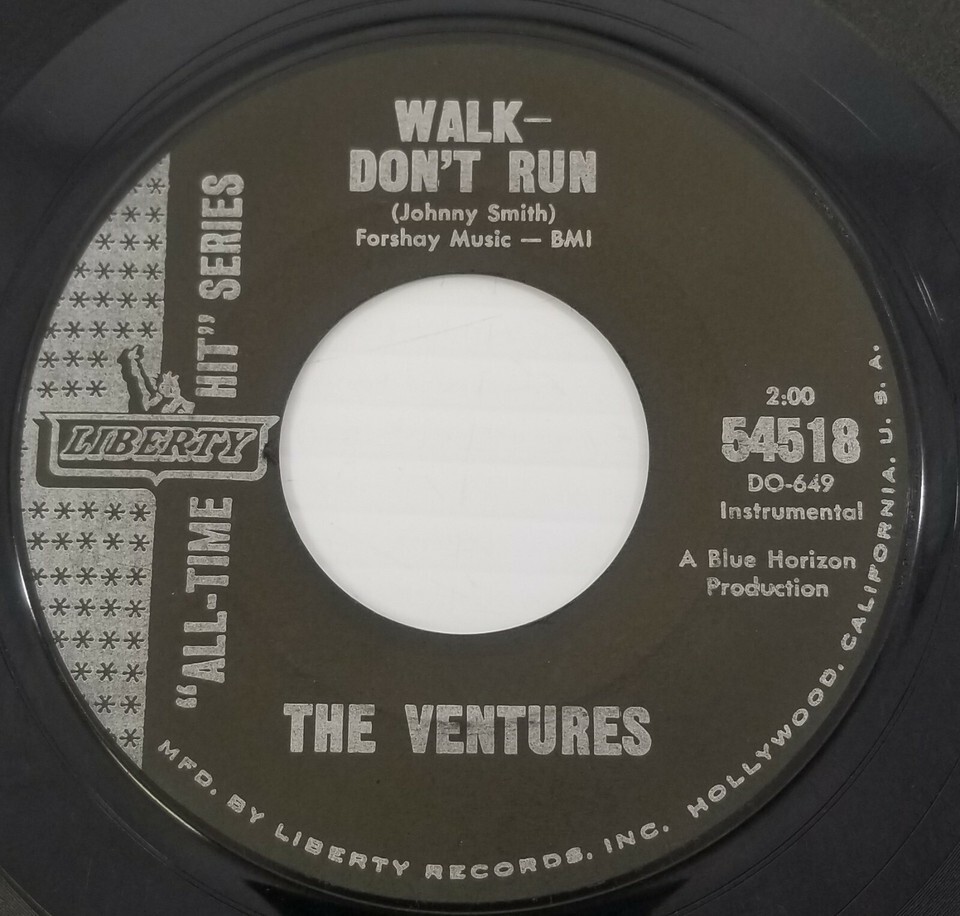 WALK—
DON'T RUN
(Johnny Smith)
Forshay Music — BMI
"ALL-TIME HIT" SERIES
LIBERTY
2:00
54518
DO-649
Instrumental
A Blue Horizon
Production
THE VENTURES
MFD. BY LIBERTY RECORDS, INC. HOLLYWOOD, CALIFORNIA, U. S. A.